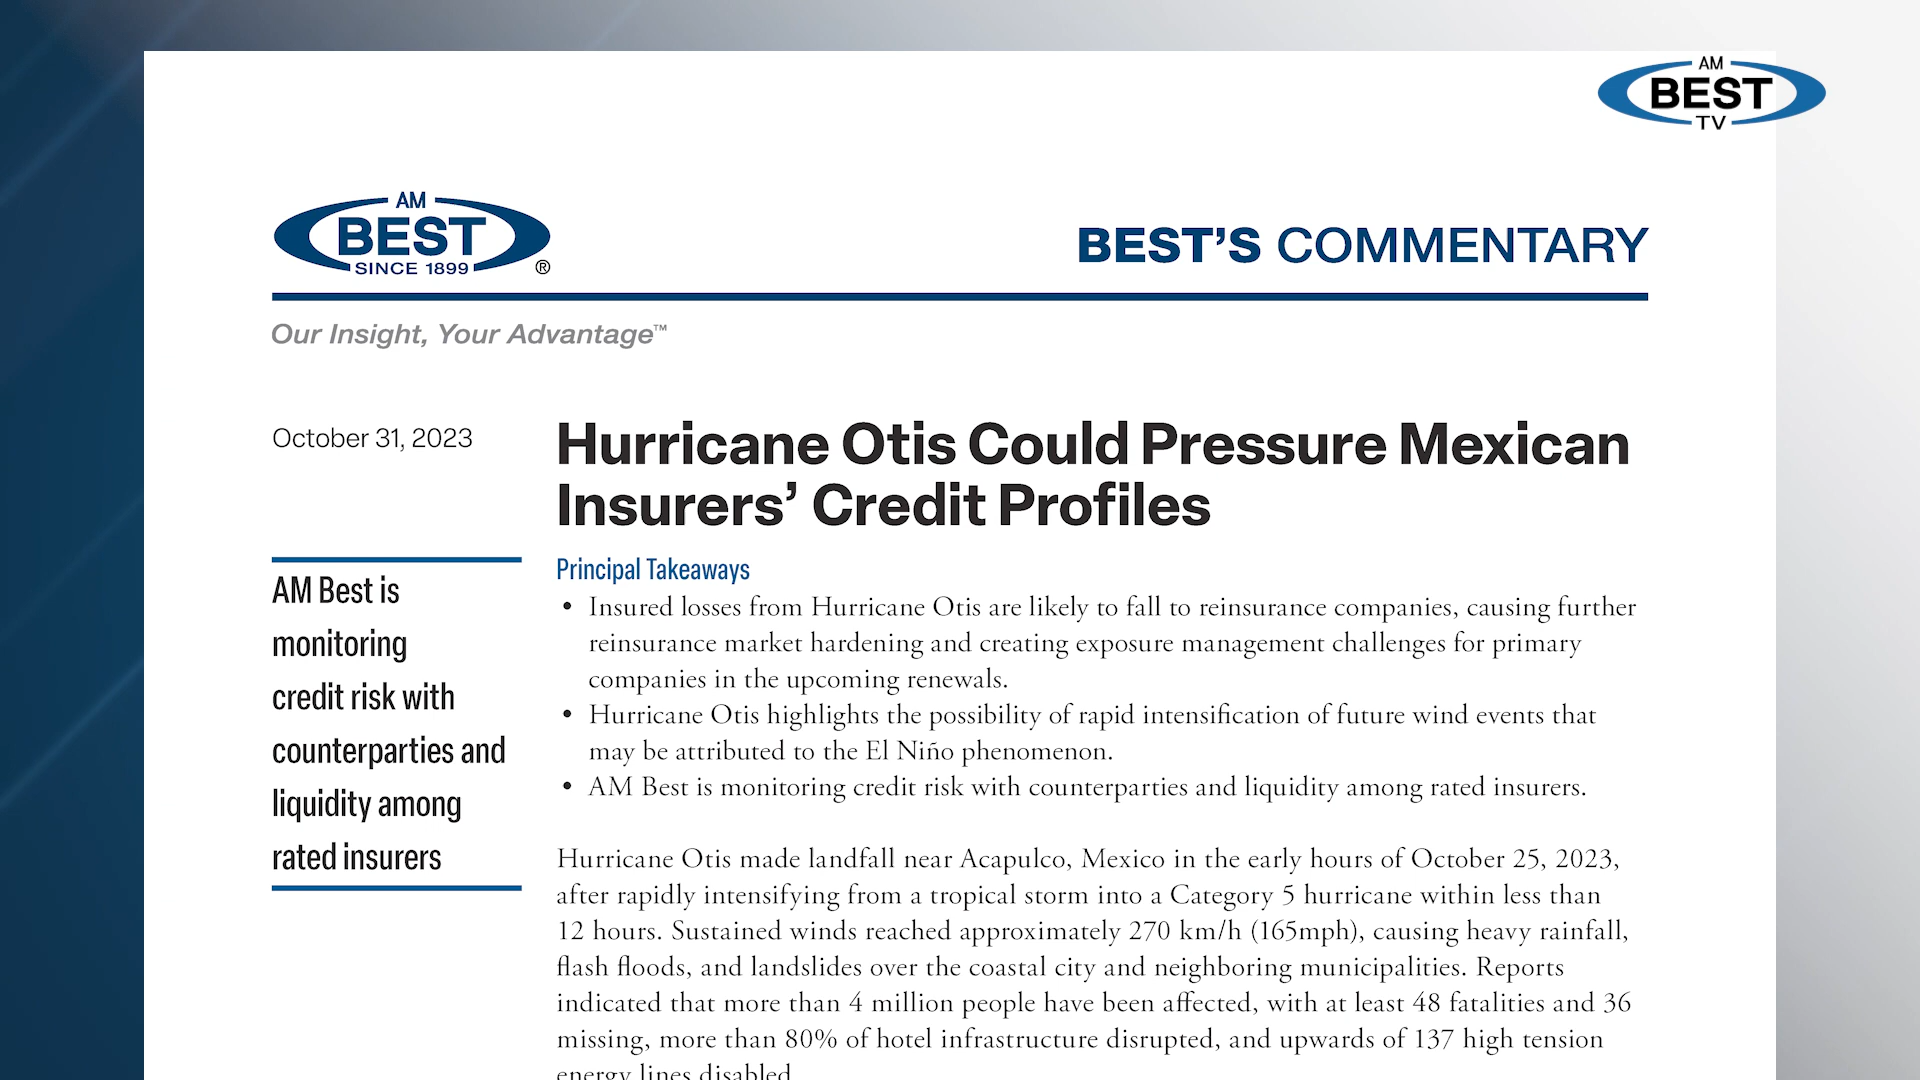 AM
BEST
TV
AM
BEST
SINCE 1899
®
BEST’S COMMENTARY
Our Insight, Your Advantage™
October 31, 2023
Hurricane Otis Could Pressure Mexican
Insurers’ Credit Profiles
AM Best is
monitoring
credit risk with
counterparties and
liquidity among
rated insurers
Principal Takeaways
• Insured losses from Hurricane Otis are likely to fall to reinsurance companies, causing further
reinsurance market hardening and creating exposure management challenges for primary
companies in the upcoming renewals.
• Hurricane Otis highlights the possibility of rapid intensification of future wind events that
may be attributed to the El Niño phenomenon.
• AM Best is monitoring credit risk with counterparties and liquidity among rated insurers.
Hurricane Otis made landfall near Acapulco, Mexico in the early hours of October 25, 2023,
after rapidly intensifying from a tropical storm into a Category 5 hurricane within less than
12 hours. Sustained winds reached approximately 270 km/h (165mph), causing heavy rainfall,
flash floods, and landslides over the coastal city and neighboring municipalities. Reports
indicated that more than 4 million people have been affected, with at least 48 fatalities and 36
missing, more than 80% of hotel infrastructure disrupted, and upwards of 137 high tension
energy lines disabled.